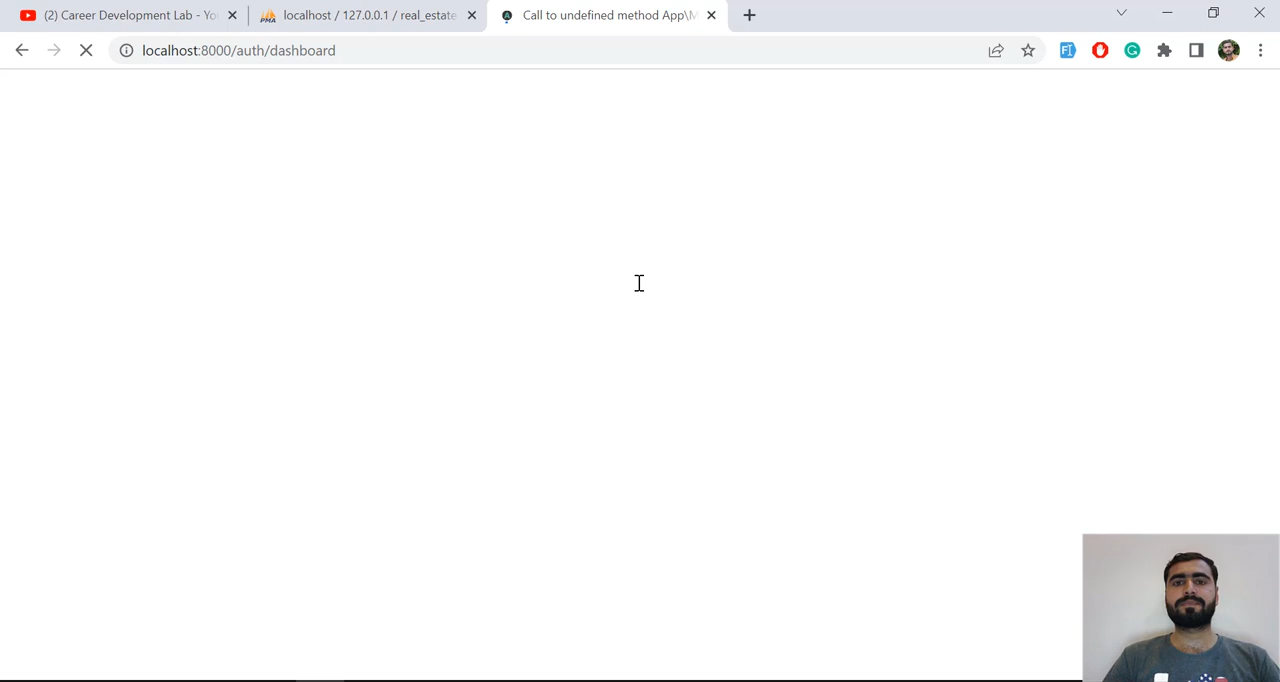 (2) Career Development Lab - Yo
localhost / 127.0.0.1 / real_estate
Call to undefined method App\M
localhost:8000/auth/dashboard